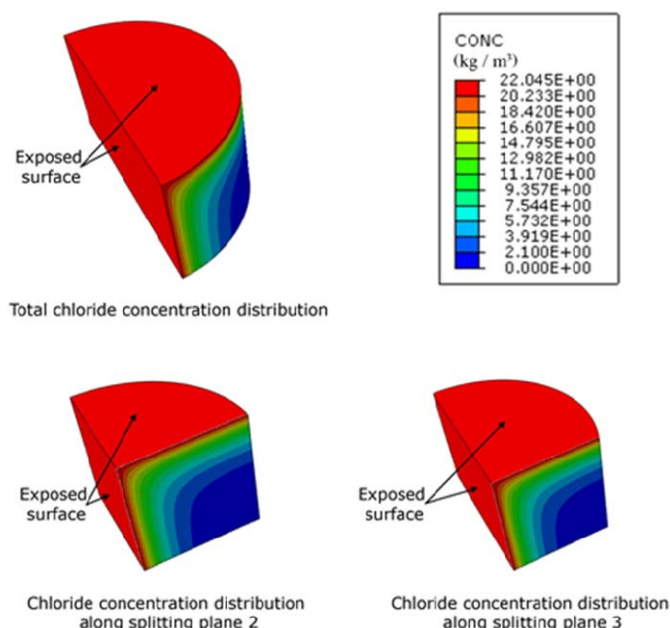 CONC
(kg / m³)
22.045E+00
20.233E+00
18.420E+00
16.607E+00
14.795E+00
12.982E+00
11.170E+00
9.357E+00
7.544E+00
5.732E+00
3.919E+00
2.100E+00
0.000E+00
Exposed
surface
Total chloride concentration distribution
Exposed
surface
Chloride concentration distribution
along splitting plane 2
Exposed
surface
Chloride concentration distribution
along splitting plane 3